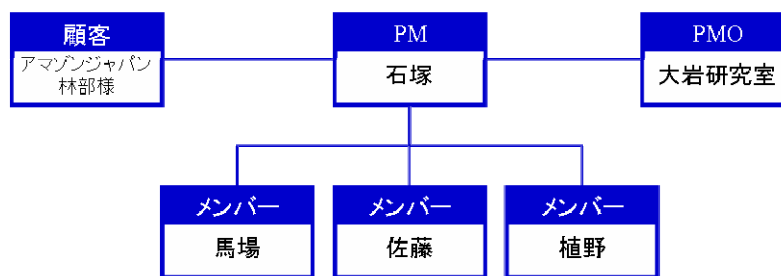 顧客
アマゾンジャパン
林部様
PM
石塚
PMO
大岩研究室
メンバー
馬場
メンバー
佐藤
メンバー
植野